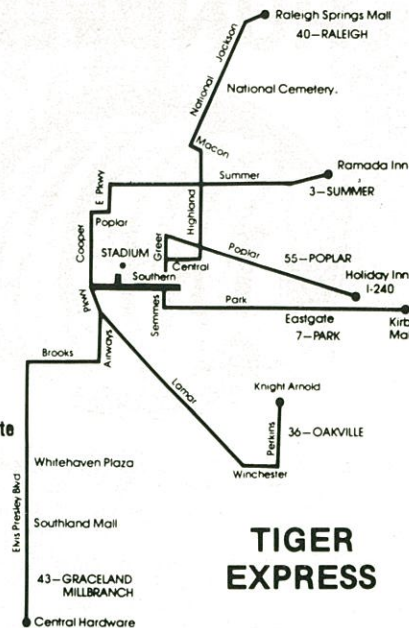 Raleigh Springs Mall
40–RALEIGH
Jackson
National
National Cemetery.
Macon
Ramada Inn
Summer
3–SUMMER
E Pkwy
Poplar
Highland
Cooper
STADIUM
Greer
Poplar
55–POPLAR
Central
Southern
Holiday Inn
I-240
Pkwy
Semmes
Park
Eastgate
7–PARK
Kirb
Mal
Airways
Brooks
Lamar
Knight Arnold
te
Perkins
36–OAKVILLE
Whitehaven Plaza
Winchester
Elvis Presley Blvd
Southland Mall
TIGER
EXPRESS
43–GRACELAND
MILLBRANCH
Central Hardware